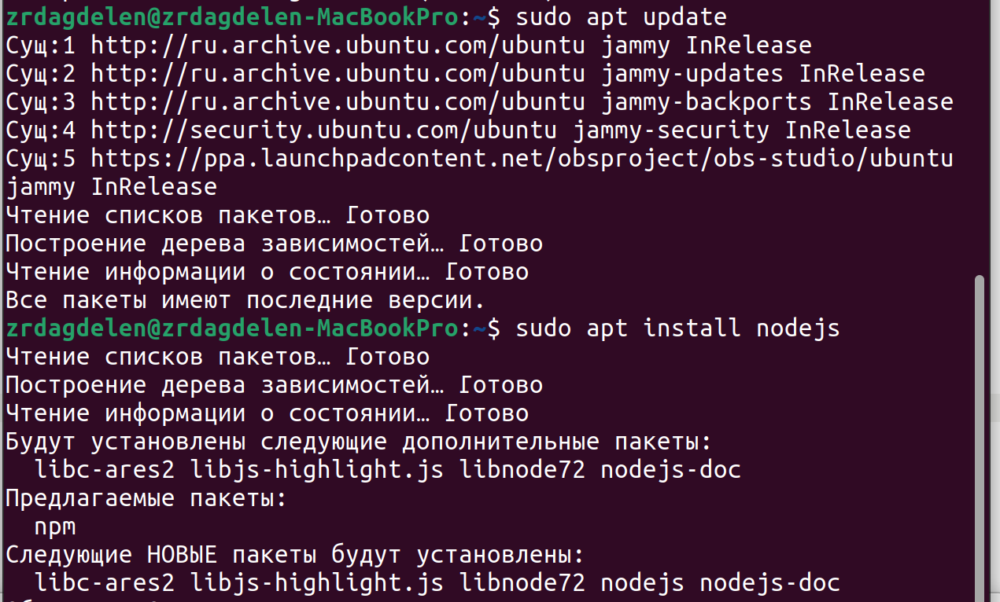 zrdagdelen@zrdagdelen-MacBookPro:~$ sudo apt update
Сущ:1 http://ru.archive.ubuntu.com/ubuntu jammy InRelease
Сущ:2 http://ru.archive.ubuntu.com/ubuntu jammy-updates InRelease
Сущ:3 http://ru.archive.ubuntu.com/ubuntu jammy-backports InRelease
Сущ:4 http://security.ubuntu.com/ubuntu jammy-security InRelease
Сущ:5 https://ppa.launchpadcontent.net/obsproject/obs-studio/ubuntu
jammy InRelease
Чтение списков пакетов… Готово
Построение дерева зависимостей… Готово
Чтение информации о состоянии… Готово
Все пакеты имеют последние версии.
zrdagdelen@zrdagdelen-MacBookPro:~$ sudo apt install nodejs
Чтение списков пакетов… Готово
Построение дерева зависимостей… Готово
Чтение информации о состоянии… Готово
Будут установлены следующие дополнительные пакеты:
  libc-ares2 libjs-highlight.js libnode72 nodejs-doc
Предлагаемые пакеты:
  npm
Следующие НОВЫЕ пакеты будут установлены:
  libc-ares2 libjs-highlight.js libnode72 nodejs nodejs-doc